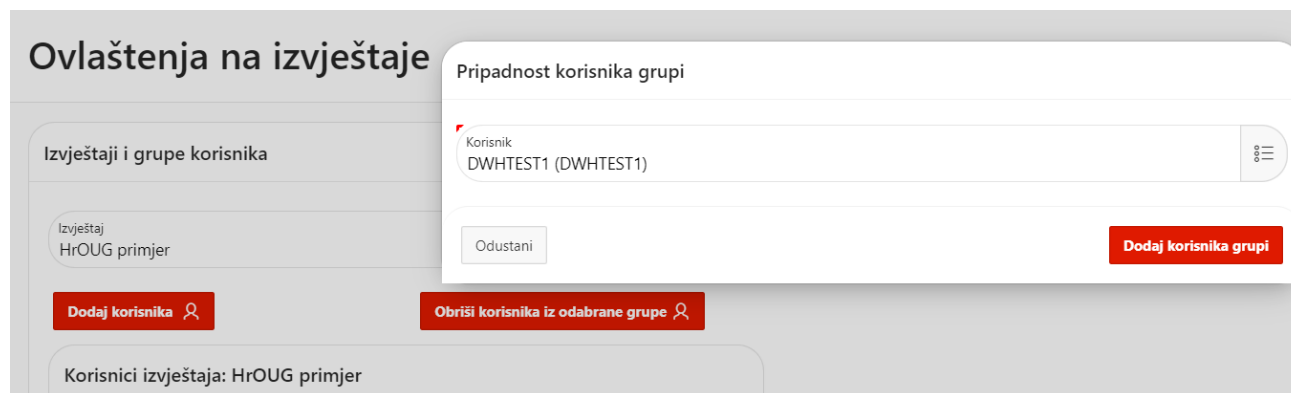 Ovlaštenja na izvještaje
Pripadnost korisnika grupi
Korisnik
DWHTEST1 (DWHTEST1)
Odustani
Dodaj korisnika grupi
Izvještaji i grupe korisnika
Izvještaj
HrOUG primjer
Dodaj korisnika
Obriši korisnika iz odabrane grupe
Korisnici izvještaja: HrOUG primjer